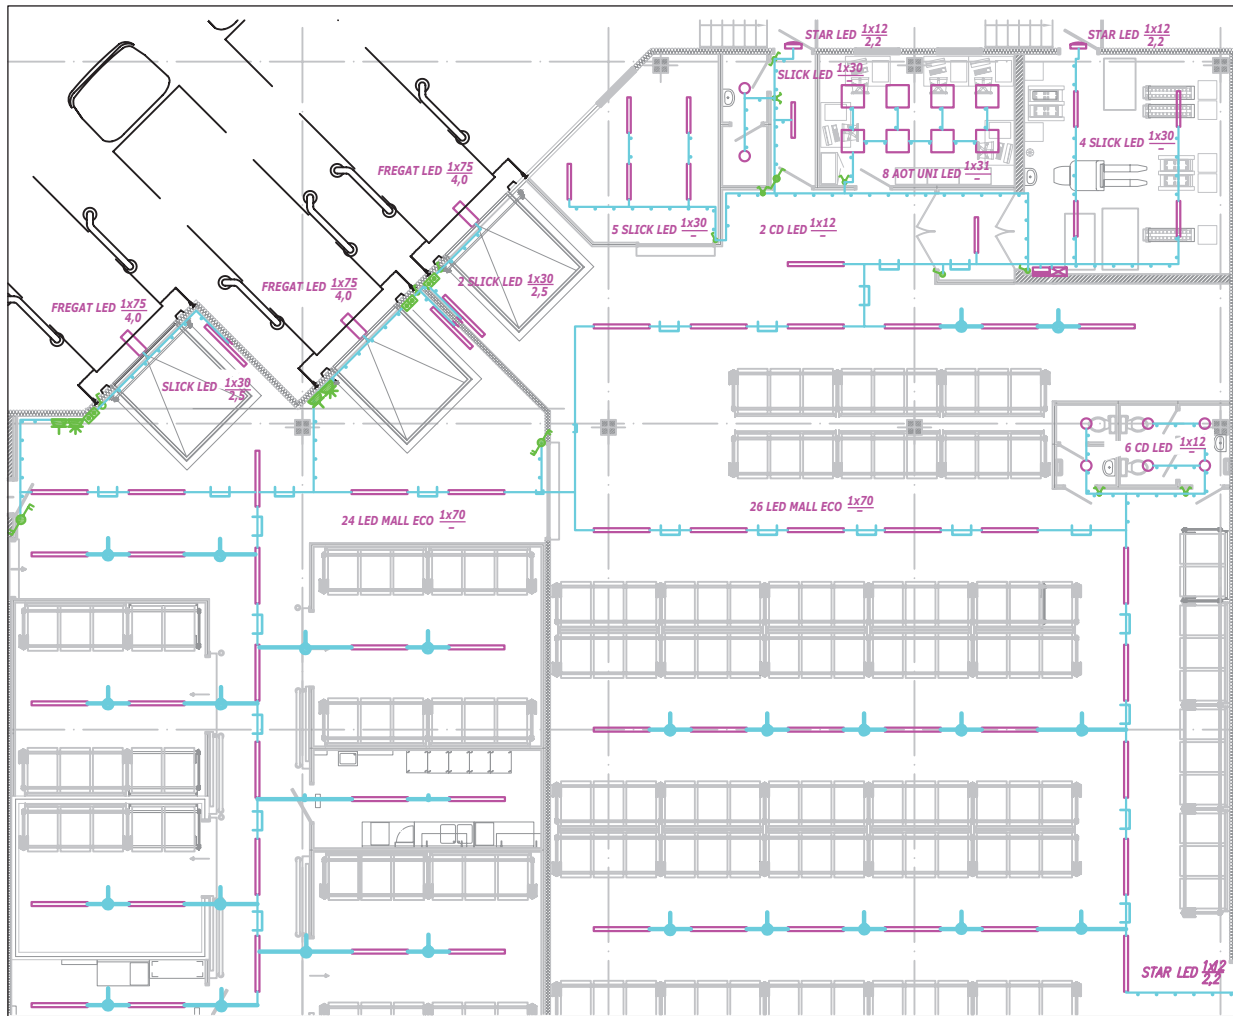 STAR LED 1x12
2,2
STAR LED 1x12
2,2
SLICK LED 1x30
–
4 SLICK LED 1x30
–
FREGAT LED 1x75
4,0
8 AOT UNI LED 1x31
–
5 SLICK LED 1x30
–
2 CD LED 1x12
–
2 SLICK LED 1x30
2,5
FREGAT LED 1x75
4,0
FREGAT LED 1x75
4,0
SLICK LED 1x30
2,5
6 CD LED 1x12
–
26 LED MALL ECO 1x70
–
24 LED MALL ECO 1x70
–
STAR LED 1x12
2,2